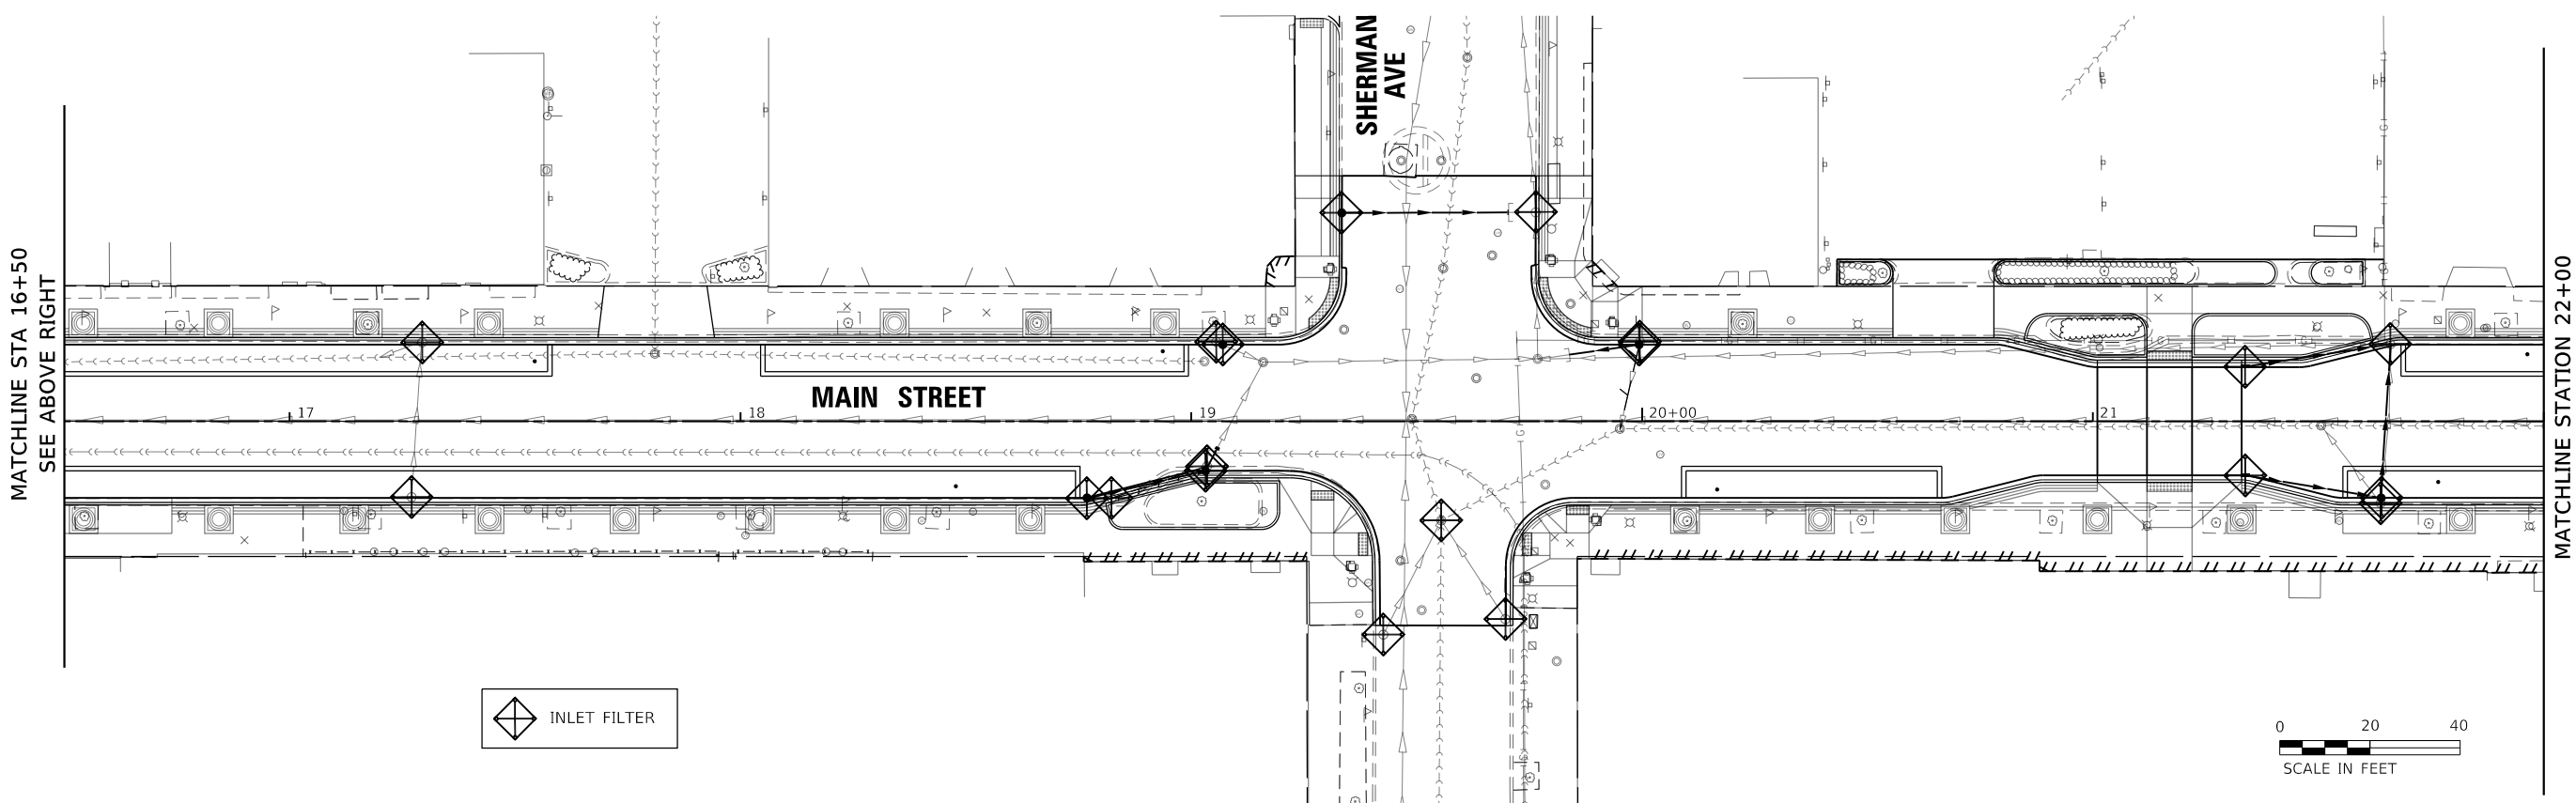 SHERMAN
AVE
MATCHLINE STA 16+50
SEE ABOVE RIGHT
MAIN STREET
17
18
19
20+00
21
MATCHLINE STATION 22+00
INLET FILTER
0 20 40
SCALE IN FEET